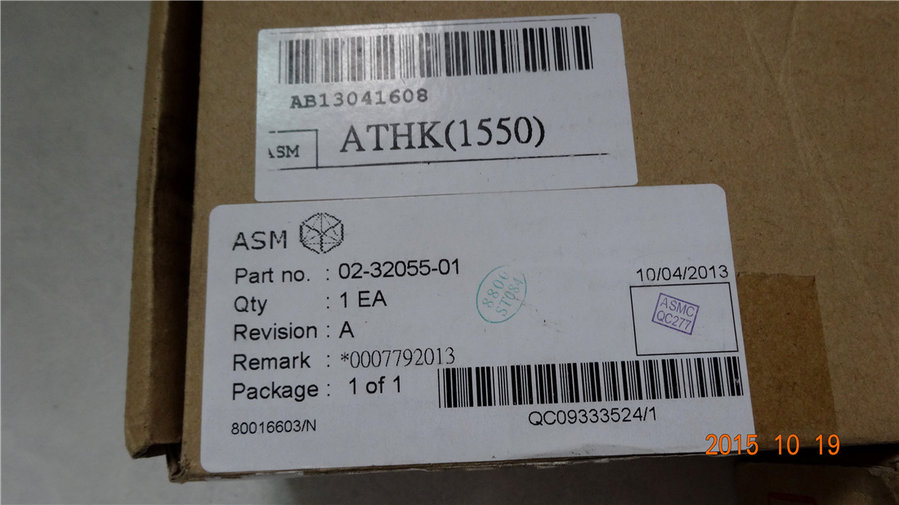 AB13041608
ASM
ATHK(1550)
ASM
Part no. : 02-32055-01
Qty : 1 EA
Revision : A
Remark : *0007792013
Package : 1 of 1
80016603/N
10/04/2013
ASMC
QC277
QC09333524/1
2015 10 19